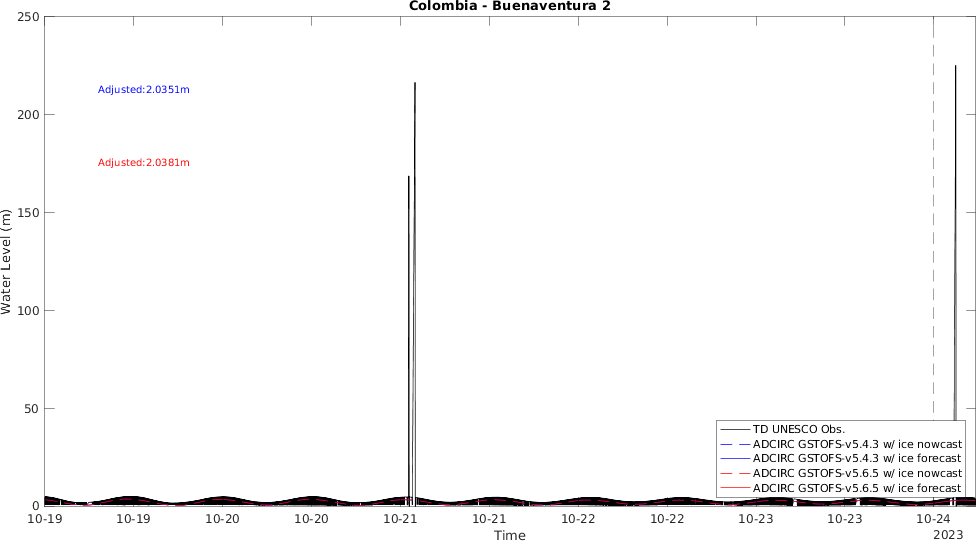 Colombia - Buenaventura 2
250
200
150
100
50
0
Water Level (m)
Adjusted:2.0351m
Adjusted:2.0381m
TD UNESCO Obs.
ADCIRC GSTOFS-v5.4.3 w/ ice nowcast
ADCIRC GSTOFS-v5.4.3 w/ ice forecast
ADCIRC GSTOFS-v5.6.5 w/ ice nowcast
ADCIRC GSTOFS-v5.6.5 w/ ice forecast
10-19 10-19 10-20 10-20 10-21 10-21 10-22 10-22 10-23 10-23 10-24
2023
Time